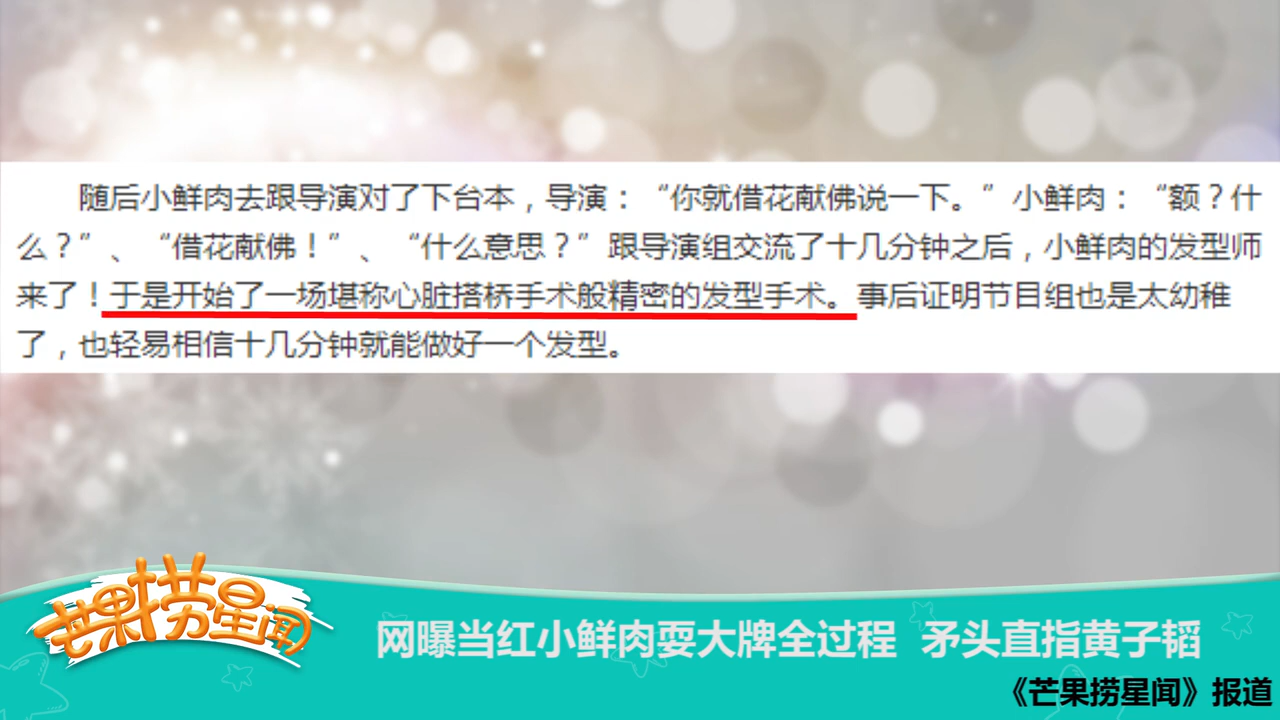 随后小鲜肉去跟导演对了下台本，导演：“你就借花献佛说一下。”小鲜肉：“额？什
么？”、“借花献佛！”、“什么意思？”跟导演组交流了十几分钟之后，小鲜肉的发型师
来了！于是开始了一场堪称心脏搭桥手术般精密的发型手术。事后证明节目组也是太幼稚
了，也轻易相信十几分钟就能做好一个发型。
芒果捞星闻
网曝当红小鲜肉耍大牌全过程 矛头直指黄子韬
《芒果捞星闻》报道